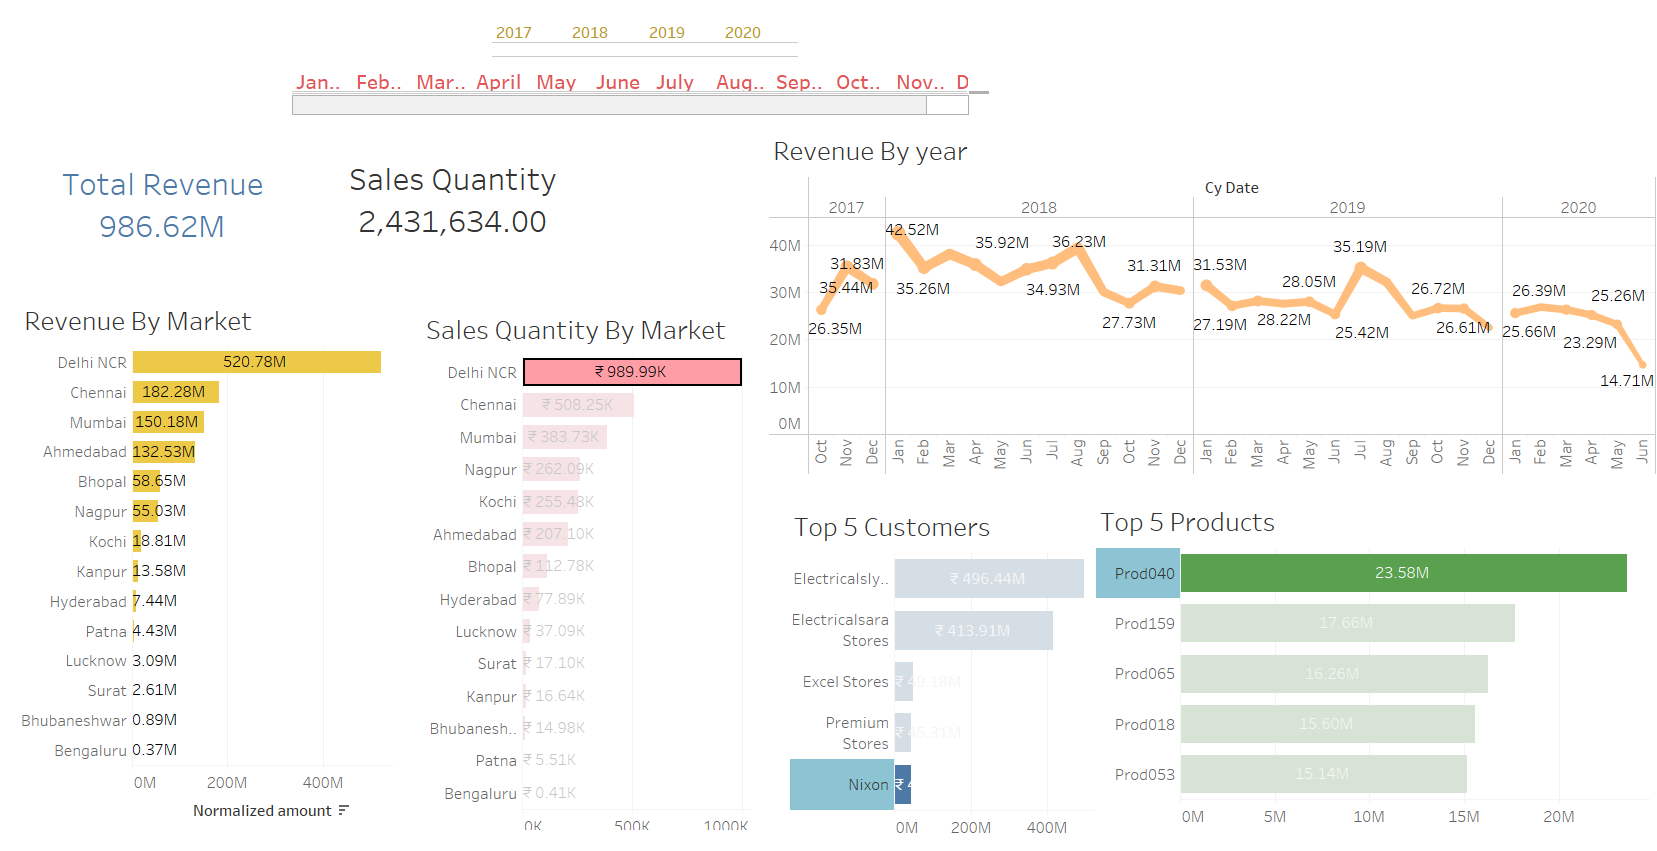 2017 2018 2019 2020
Jan.. Feb.. Mar.. April May June July Aug.. Sep.. Oct.. Nov.. D
Total Revenue
986.62M
Sales Quantity
2,431,634.00
Revenue By year
Cy Date
2017 2018 2019 2020
40M
30M
20M
10M
0M
26.35M 35.44M 31.83M 42.52M 35.26M 35.92M 34.93M 36.23M 27.73M 31.31M 31.53M 27.19M 28.22M 28.05M 25.42M 35.19M 26.72M 26.61M 25.66M 26.39M 23.29M 25.26M 14.71M
Oct Nov Dec Jan Feb Mar Apr May Jun Jul Aug Sep Oct Nov Dec Jan Feb Mar Apr May Jun Jul Aug Sep Oct Nov Dec Jan Feb Mar Apr May Jun
Revenue By Market
Delhi NCR 520.78M
Chennai 182.28M
Mumbai 150.18M
Ahmedabad 132.53M
Bhopal 58.65M
Nagpur 55.03M
Kochi 18.81M
Kanpur 13.58M
Hyderabad 7.44M
Patna 4.43M
Lucknow 3.09M
Surat 2.61M
Bhubaneshwar 0.89M
Bengaluru 0.37M
0M 200M 400M
Normalized amount
Sales Quantity By Market
Delhi NCR ₹ 989.99K
Chennai ₹ 508.25K
Mumbai ₹ 383.73K
Nagpur ₹ 262.09K
Kochi ₹ 255.48K
Ahmedabad ₹ 207.10K
Bhopal ₹ 112.78K
Hyderabad ₹ 77.89K
Lucknow ₹ 37.09K
Surat ₹ 17.10K
Kanpur ₹ 16.64K
Bhubanesh.. ₹ 14.98K
Patna ₹ 5.51K
Bengaluru ₹ 0.41K
0K 500K 1000K
Top 5 Customers
Electricalsly.. ₹ 496.44M
Electricalsara
Stores ₹ 413.91M
Excel Stores ₹ 49.18M
Premium
Stores ₹ 45.31M
Nixon ₹ 4
0M 200M 400M
Top 5 Products
Prod040 23.58M
Prod159 17.66M
Prod065 16.26M
Prod018 15.60M
Prod053 15.14M
0M 5M 10M 15M 20M